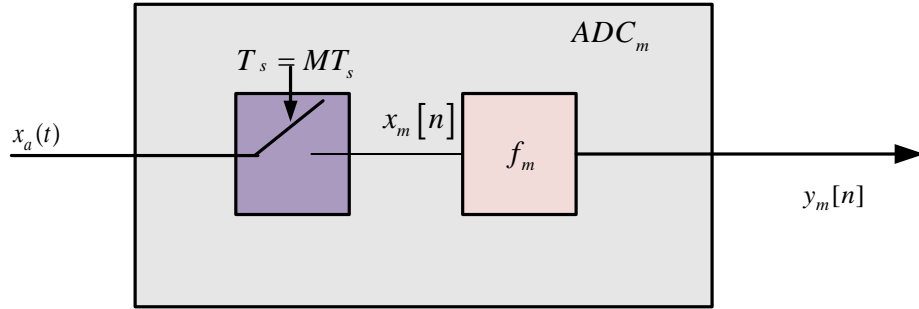 ADC_m
T_s = MT_s
x_a(t)
x_m[n]
f_m
y_m[n]